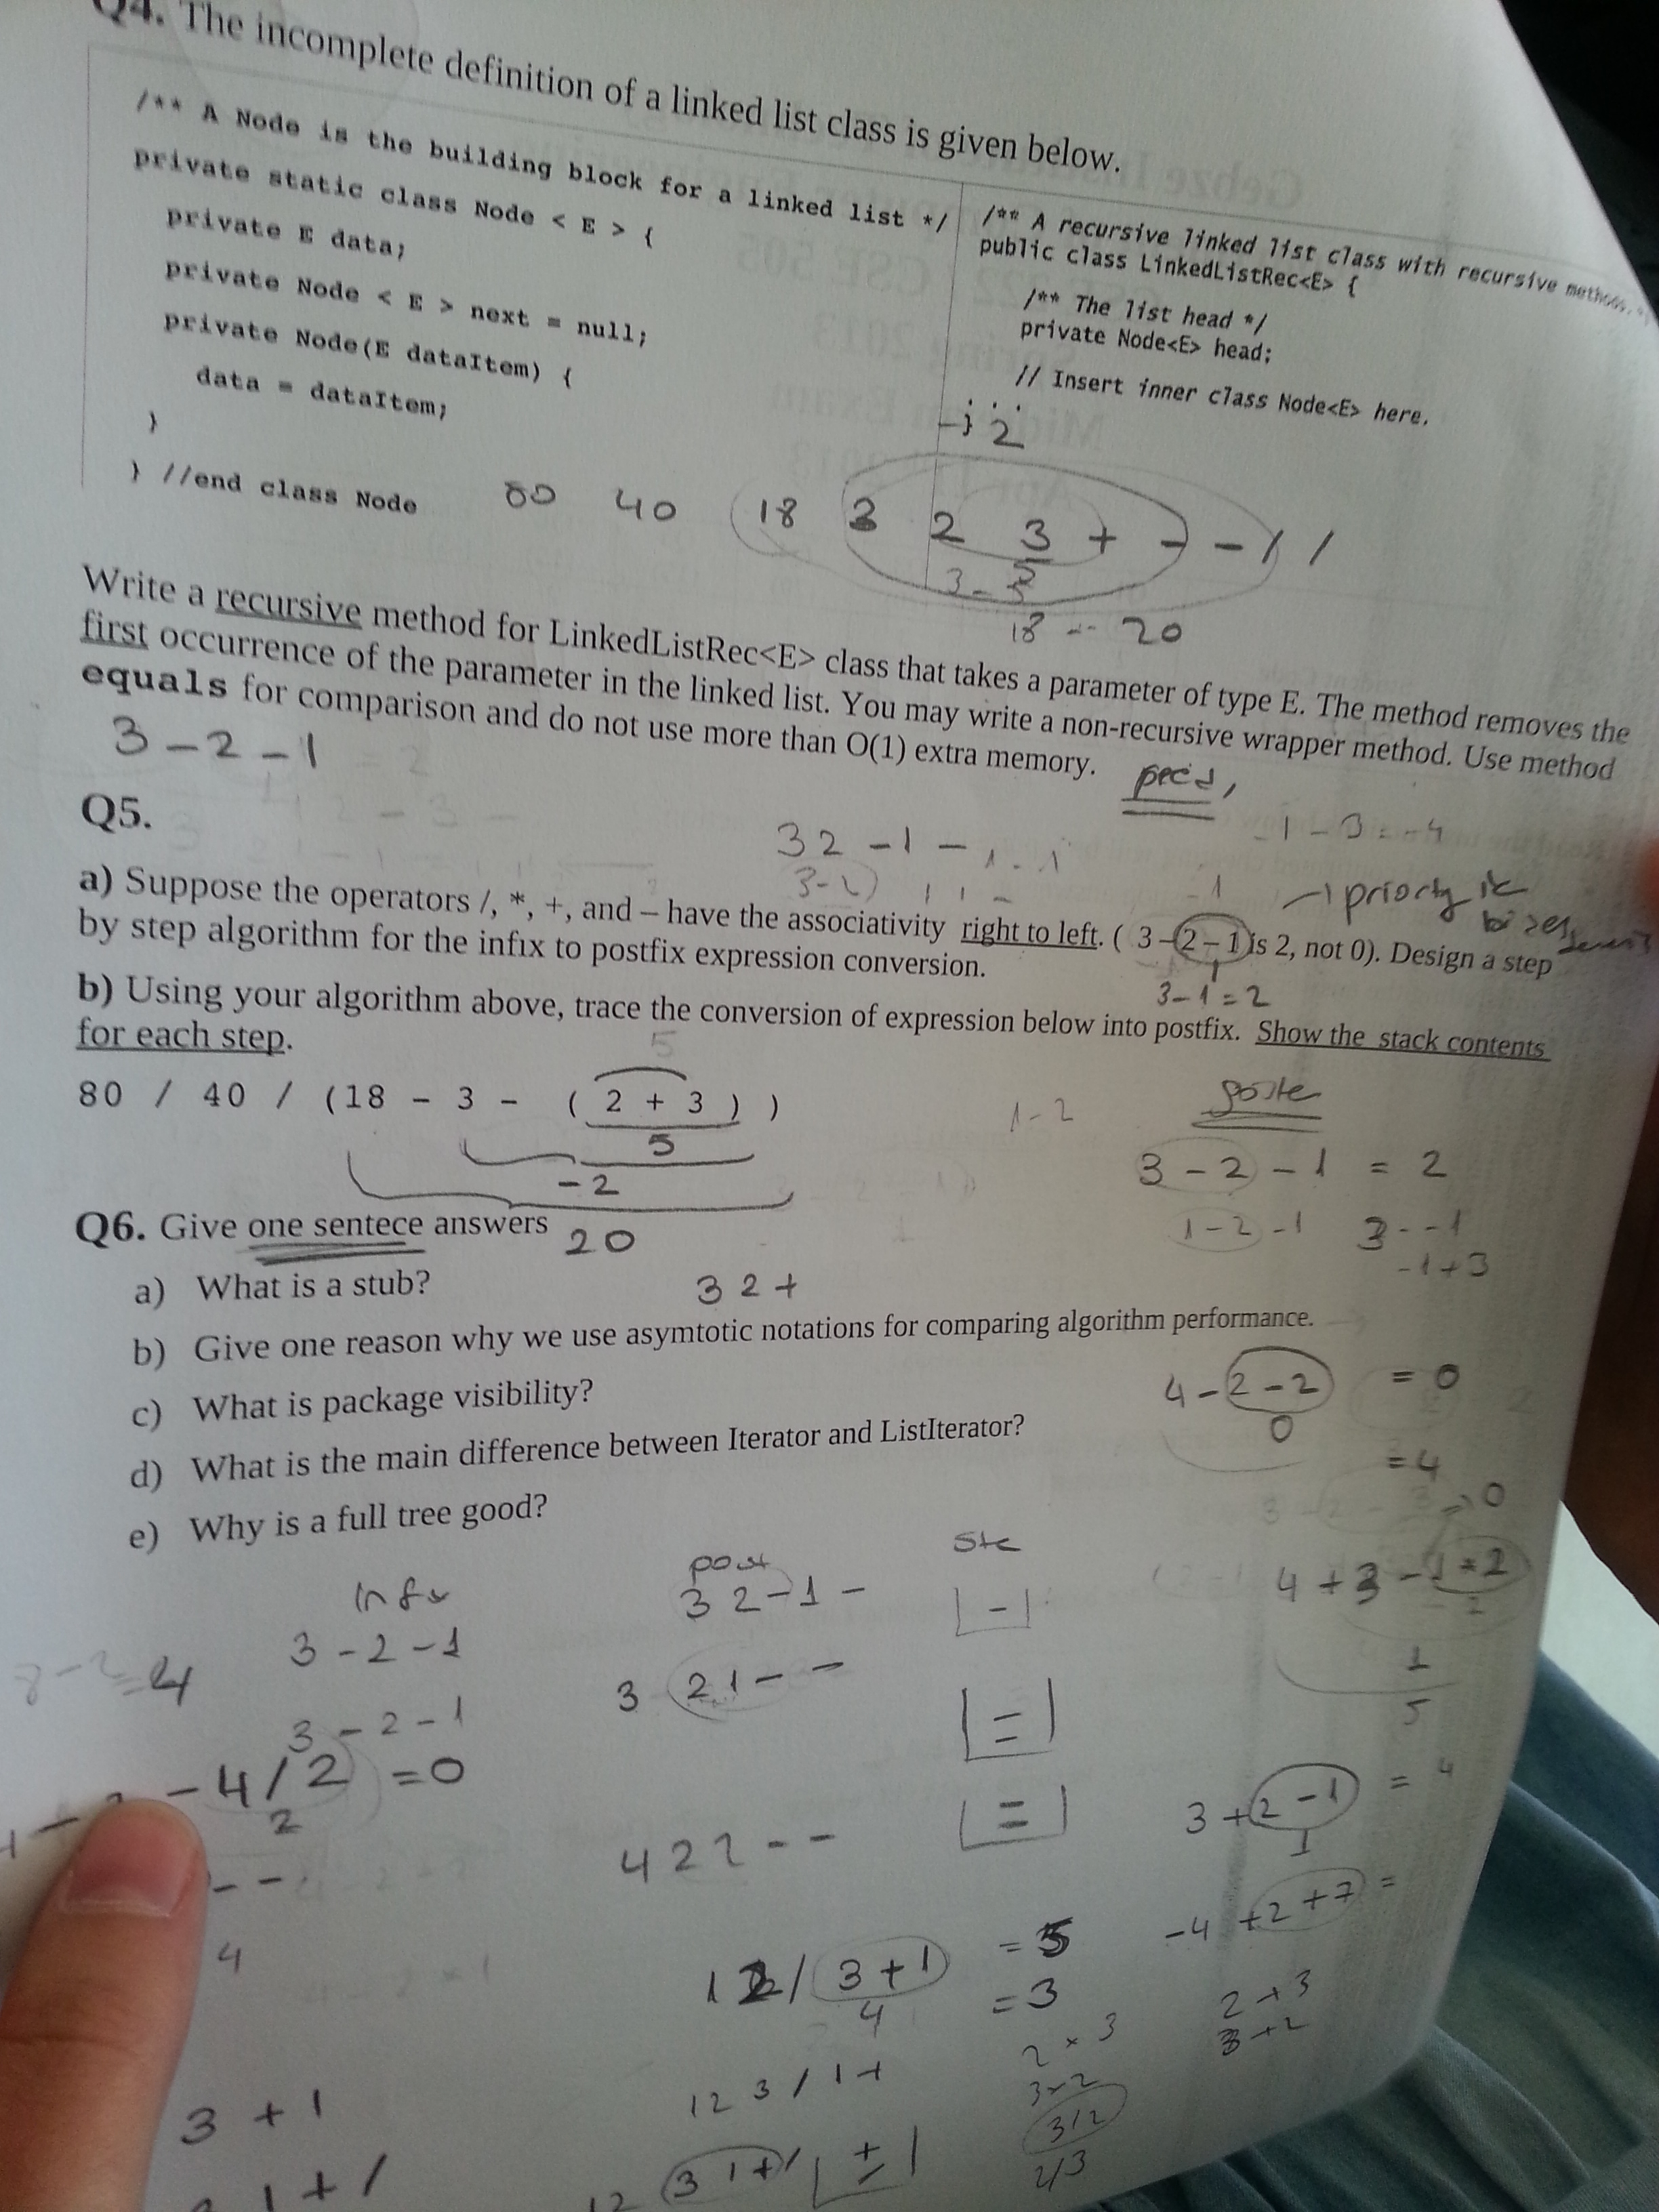 Q4. The incomplete definition of a linked list class is given below.
/** A Node is the building block for a linked list */
private static class Node < E > {
private E data;
private Node < E > next = null;
private Node(E dataItem) {
data = dataItem;
}
} //end class Node
/** A recursive linked list class with recursive methods.
public class LinkedListRec<E> {
/** The list head */
private Node<E> head;
// Insert inner class Node<E> here.
...
}
2
80 40 18 3 2 3 + - - / /
3 - 5
18 -- 20
Write a recursive method for LinkedListRec<E> class that takes a parameter of type E. The method removes the
first occurrence of the parameter in the linked list. You may write a non-recursive wrapper method. Use method
equals for comparison and do not use more than O(1) extra memory.
3 - 2 - 1
Q5.
3 2 - 1 -
-1 - 3 = -4
a) Suppose the operators /, *, +, and – have the associativity right to left. ( 3 – 2 – 1 is 2, not 0). Design a step
by step algorithm for the infix to postfix expression conversion.
3 - 1 = 2
b) Using your algorithm above, trace the conversion of expression below into postfix. Show the stack contents
for each step.
5
80 / 40 / (18 - 3 - ( 2 + 3 ) )
5
-2
20
1 - 2
3 - 2 - 1 = 2
1 - 2 - 1
3 - - 1
-1 + 3
Q6. Give one sentece answers
a) What is a stub?
3 2 +
b) Give one reason why we use asymtotic notations for comparing algorithm performance.
c) What is package visibility?
4 - 2 - 2 = 0
0
= 4
d) What is the main difference between Iterator and ListIterator?
e) Why is a full tree good?
3 - 2 - 1
3 2 - 1 -
-
3 - 2 - 1
3 2 1 - -
=
1
5
- 4 / 2 = 0
2
4 2 2 - -
=
3 + 2 - 1 = 4
1
4
12 / 3 + 1 = 5
4
= 3
-4 + 2 + 7 =
2 + 3
3 + 2
2 * 3
3 / 2
2 / 3
12 3 / 1 +
3 + 1
1 + /
12 3 1 + /